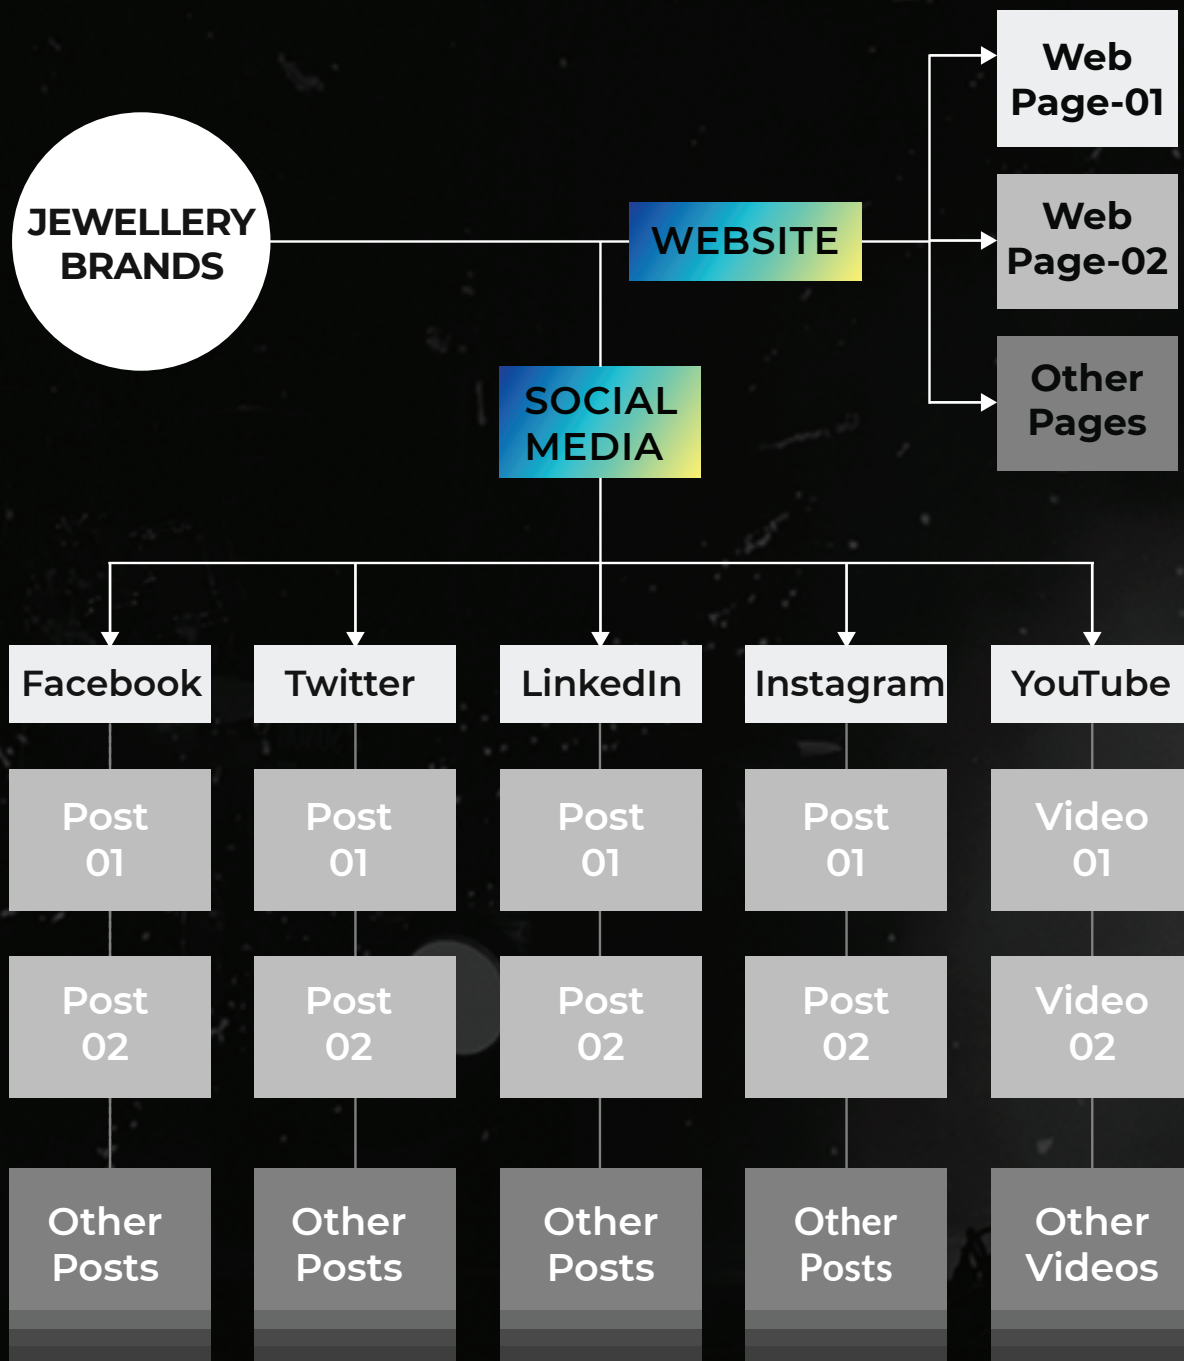 JEWELLERY
BRANDS
WEBSITE
Web
Page-01
Web
Page-02
Other
Pages
SOCIAL
MEDIA
Facebook
Twitter
LinkedIn
Instagram
YouTube
Post
01
Post
01
Post
01
Post
01
Video
01
Post
02
Post
02
Post
02
Post
02
Video
02
Other
Posts
Other
Posts
Other
Posts
Other
Posts
Other
Videos